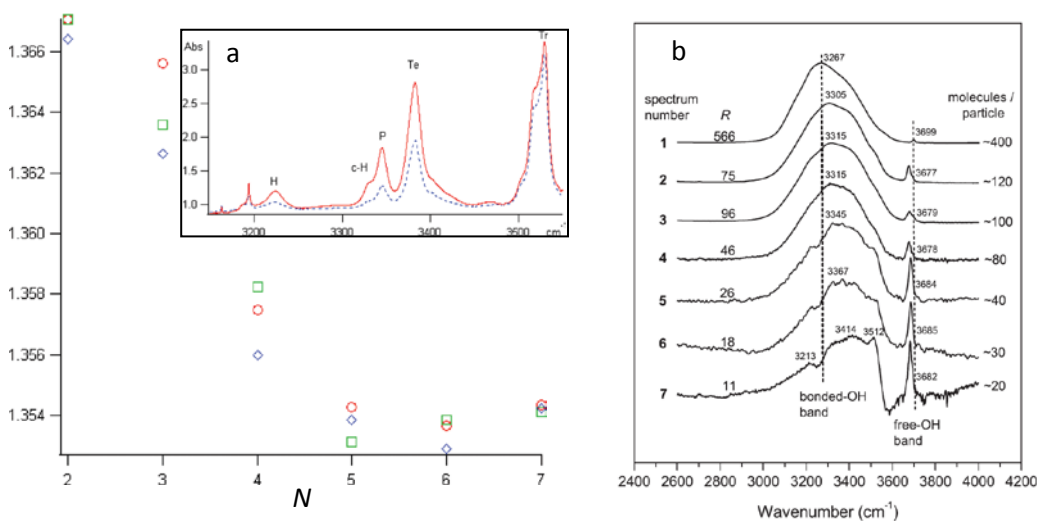 1.366
1.364
1.362
1.360
1.358
1.356
1.354
2
3
4
5
6
7
N
a
Abs
3.0
2.5
2.0
1.5
1.0
H
c-H
P
Te
Tr
3200
3300
3400
3500
cm⁻¹
b
spectrum number
R
molecules / particle
1 566 3267 3699 ~400
2 75 3305 3677 ~120
3 96 3315 3679 ~100
4 46 3315 3678 ~80
5 26 3345 3684 ~40
6 18 3367 3685 ~30
7 11 3213 3414 3512 3682 ~20
bonded-OH band
free-OH band
2400 2600 2800 3000 3200 3400 3600 3800 4000 4200
Wavenumber (cm⁻¹)